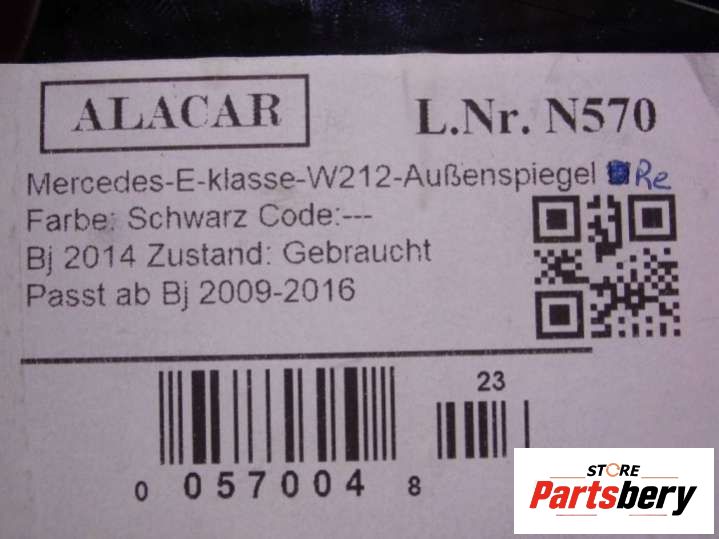 ALACAR L.Nr. N570
Mercedes-E-klasse-W212-Außenspiegel Re
Farbe: Schwarz Code:---
Bj 2014 Zustand: Gebraucht
Passt ab Bj 2009-2016
23
0 057004 8
STORE
Partsbery